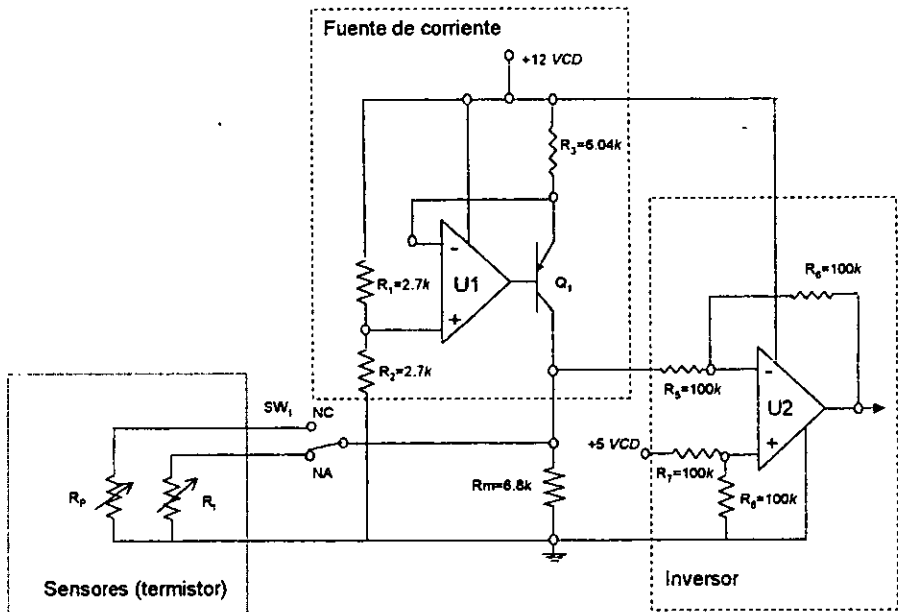 Fuente de corriente
+12 VCD
R3=6.04k
R1=2.7k
-
U1
+
Q1
R2=2.7k
R6=100k
R5=100k
-
U2
+
+5 VCD
R7=100k
R8=100k
SW1
NC
NA
Rm=6.8k
RP
Sensores (termistor)
Inversor